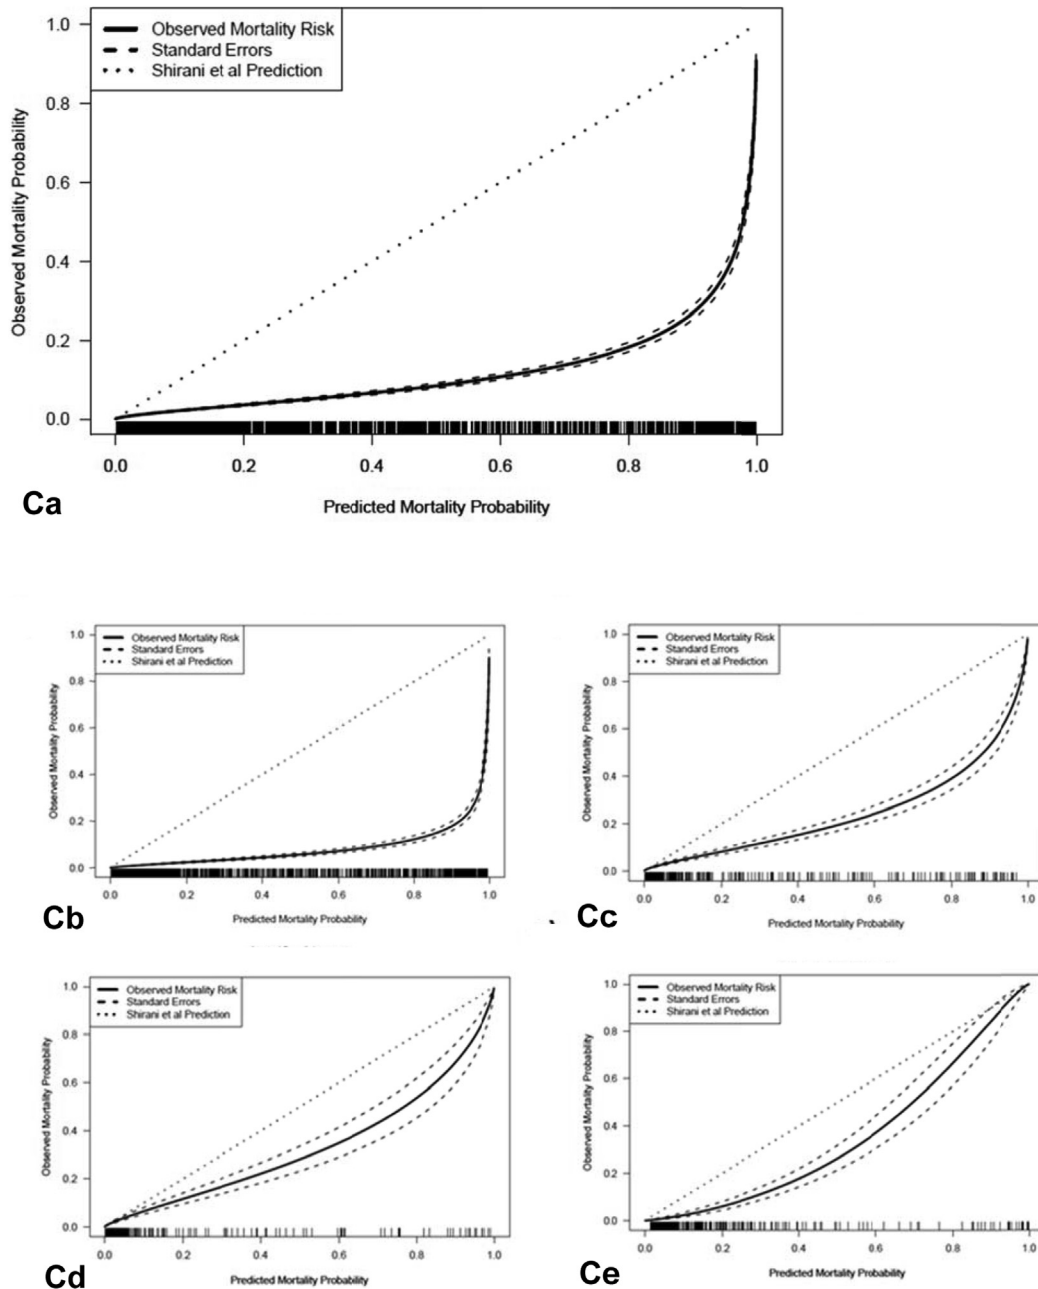 Observed Mortality Risk
Standard Errors
Shirani et al Prediction
1.0
0.8
0.6
0.4
0.2
0.0
Observed Mortality Probability
0.0 0.2 0.4 0.6 0.8 1.0
Predicted Mortality Probability
Ca
Observed Mortality Risk
Standard Errors
Shirani et al Prediction
1.0
0.8
0.6
0.4
0.2
0.0
Observed Mortality Probability
0.0 0.2 0.4 0.6 0.8 1.0
Predicted Mortality Probability
Cb
Observed Mortality Risk
Standard Errors
Shirani et al Prediction
1.0
0.8
0.6
0.4
0.2
0.0
Observed Mortality Probability
0.0 0.2 0.4 0.6 0.8 1.0
Predicted Mortality Probability
Cc
Observed Mortality Risk
Standard Errors
Shirani et al Prediction
1.0
0.8
0.6
0.4
0.2
0.0
Observed Mortality Probability
0.0 0.2 0.4 0.6 0.8 1.0
Predicted Mortality Probability
Cd
Observed Mortality Risk
Standard Errors
Shirani et al Prediction
1.0
0.8
0.6
0.4
0.2
0.0
Observed Mortality Probability
0.0 0.2 0.4 0.6 0.8 1.0
Predicted Mortality Probability
Ce